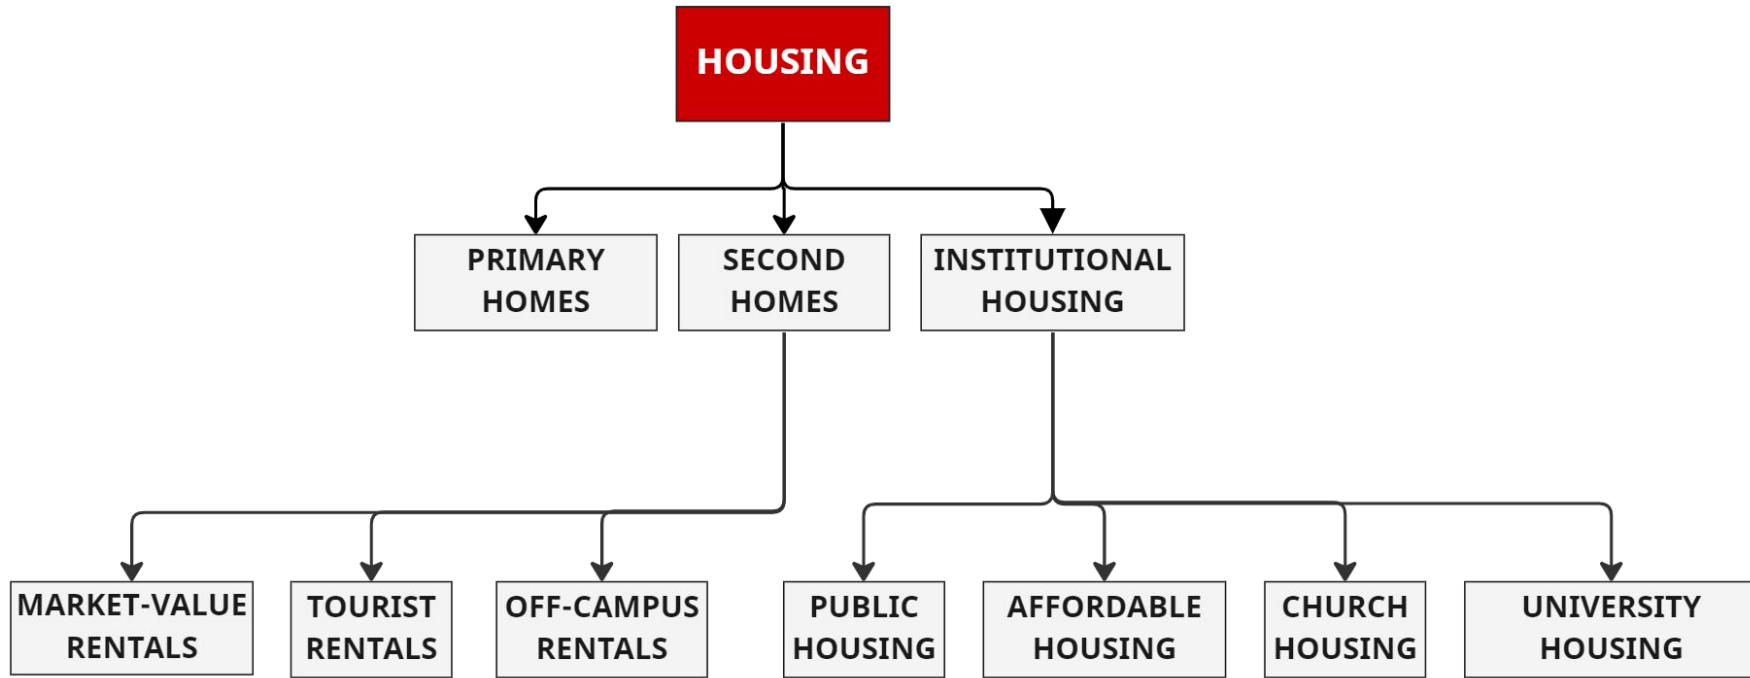 HOUSING
PRIMARY
HOMES
SECOND
HOMES
INSTITUTIONAL
HOUSING
MARKET-VALUE
RENTALS
TOURIST
RENTALS
OFF-CAMPUS
RENTALS
PUBLIC
HOUSING
AFFORDABLE
HOUSING
CHURCH
HOUSING
UNIVERSITY
HOUSING